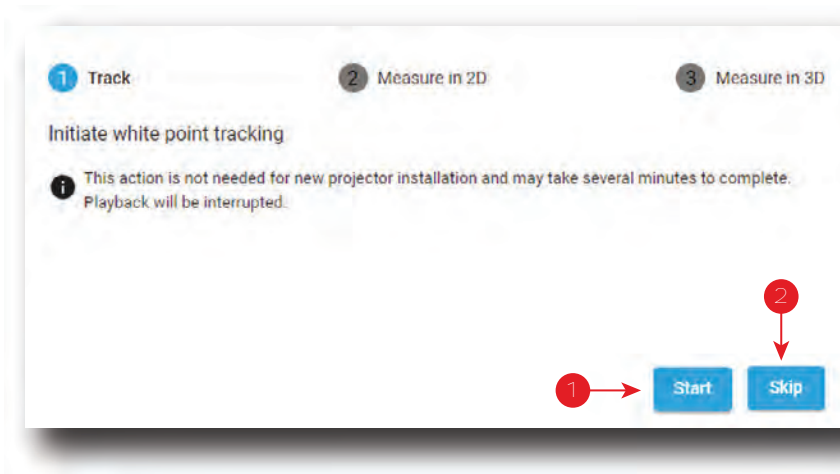 1 Track 2 Measure in 2D 3 Measure in 3D
Initiate white point tracking
This action is not needed for new projector installation and may take several minutes to complete.
Playback will be interrupted.
2
1 Start Skip